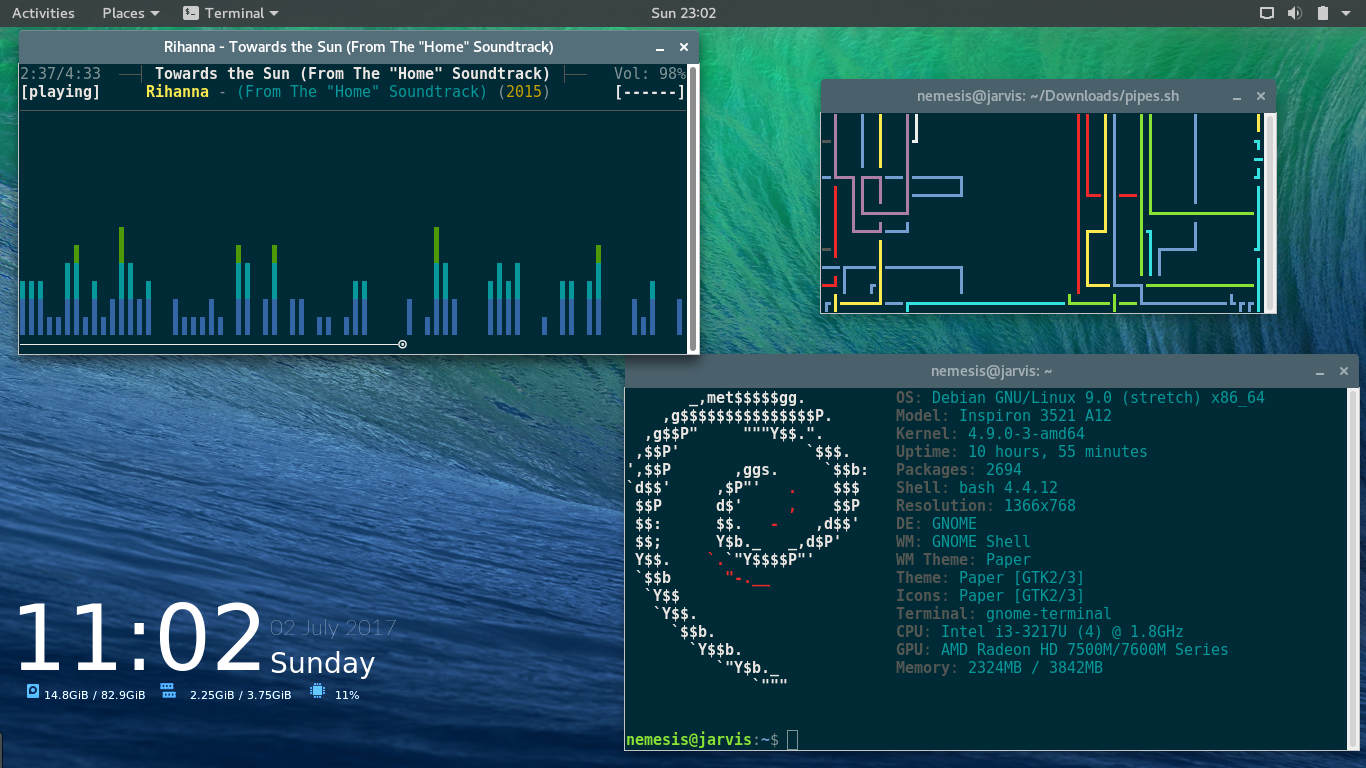 Activities Places Terminal Sun 23:02
Rihanna - Towards the Sun (From The "Home" Soundtrack)
2:37/4:33 Towards the Sun (From The "Home" Soundtrack) Vol: 98%
[playing] Rihanna - (From The "Home" Soundtrack) (2015) [------]
nemesis@jarvis: ~/Downloads/pipes.sh
nemesis@jarvis: ~
_,met$$$$$gg.
,g$$$$$$$$$$$$$$$P.
,g$$P" """Y$$.".
,$$P' `$$$.
',$$P ,ggs. `$$b:
`d$$' ,$P"' . $$$
$$P d$' , $$P
$$: $$. - ,d$$'
$$; Y$b._ _,d$P'
Y$$. `.`"Y$$$$P"'
`$$b "-.__
`Y$$
`Y$$.
`$$b.
`Y$$b.
`"Y$b._
`"""
OS: Debian GNU/Linux 9.0 (stretch) x86_64
Model: Inspiron 3521 A12
Kernel: 4.9.0-3-amd64
Uptime: 10 hours, 55 minutes
Packages: 2694
Shell: bash 4.4.12
Resolution: 1366x768
DE: GNOME
WM: GNOME Shell
WM Theme: Paper
Theme: Paper [GTK2/3]
Icons: Paper [GTK2/3]
Terminal: gnome-terminal
CPU: Intel i3-3217U (4) @ 1.8GHz
GPU: AMD Radeon HD 7500M/7600M Series
Memory: 2324MB / 3842MB
nemesis@jarvis:~$
11:02 02 July 2017
Sunday
14.8GiB / 82.9GiB 2.25GiB / 3.75GiB 11%